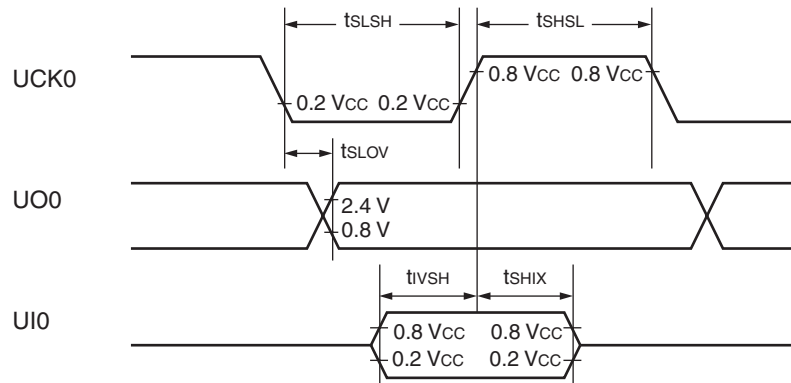 tSLSH tSHSL
UCK0
0.8 VCC 0.8 VCC
0.2 VCC 0.2 VCC
tSLOV
UO0
2.4 V
0.8 V
tIVSH tSHIX
UI0
0.8 VCC 0.8 VCC
0.2 VCC 0.2 VCC